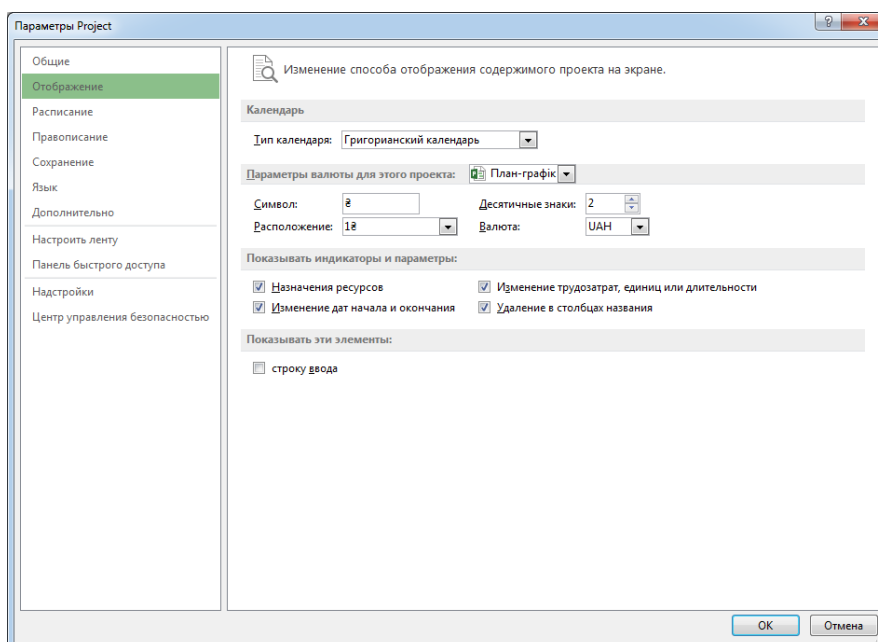 Параметры Project
Общие
Отображение
Расписание
Правописание
Сохранение
Язык
Дополнительно
Настроить ленту
Панель быстрого доступа
Надстройки
Центр управления безопасностью
Изменение способа отображения содержимого проекта на экране.
Календарь
Тип календаря: Григорианский календарь
Параметры валюты для этого проекта: План-графік
Символ: ₴ Десятичные знаки: 2
Расположение: 1₴ Валюта: UAH
Показывать индикаторы и параметры:
Назначения ресурсов Изменение трудозатрат, единиц или длительности
Изменение дат начала и окончания Удаление в столбцах названия
Показывать эти элементы:
строку ввода
OK Отмена